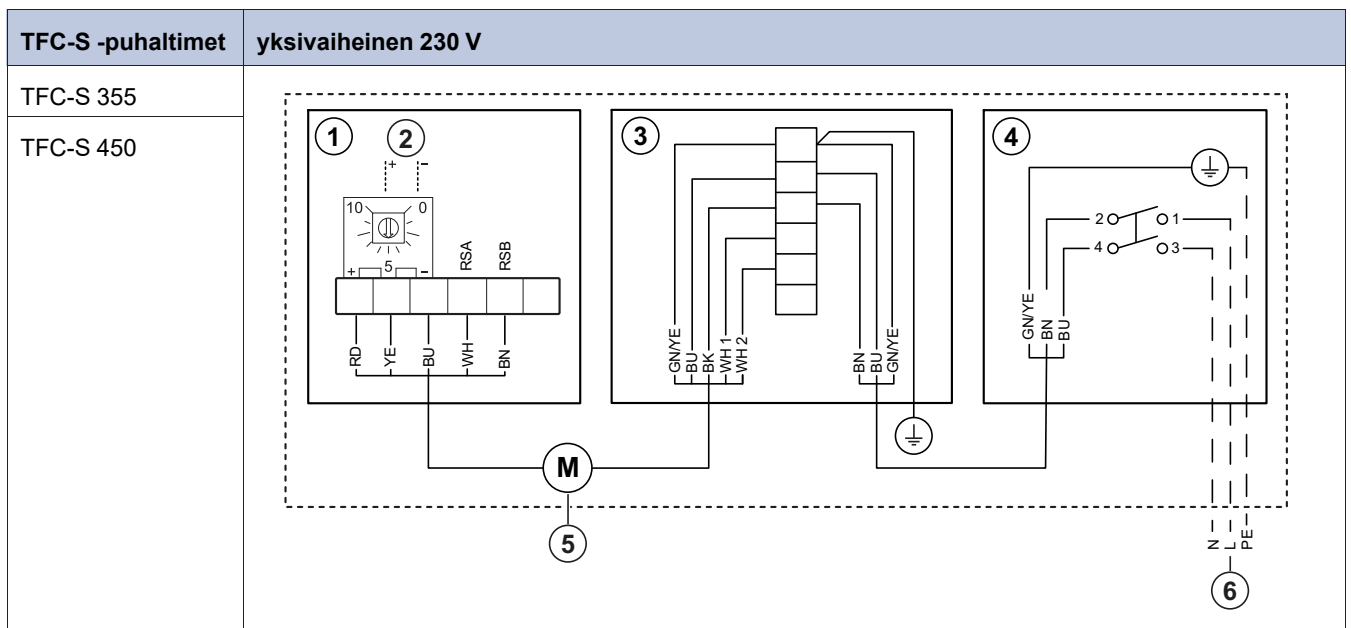 TFC-S -puhaltimet
yksivaiheinen 230 V
TFC-S 355
TFC-S 450
1
2
+ -
10 0
+ 5 -
RSA
RSB
RD
YE
BU
WH
BN
3
GN/YE
BU
BK
WH 1
WH 2
BN
BU
GN/YE
4
2 1
4 3
GN/YE
BN
BU
M
5
N
L
PE
6